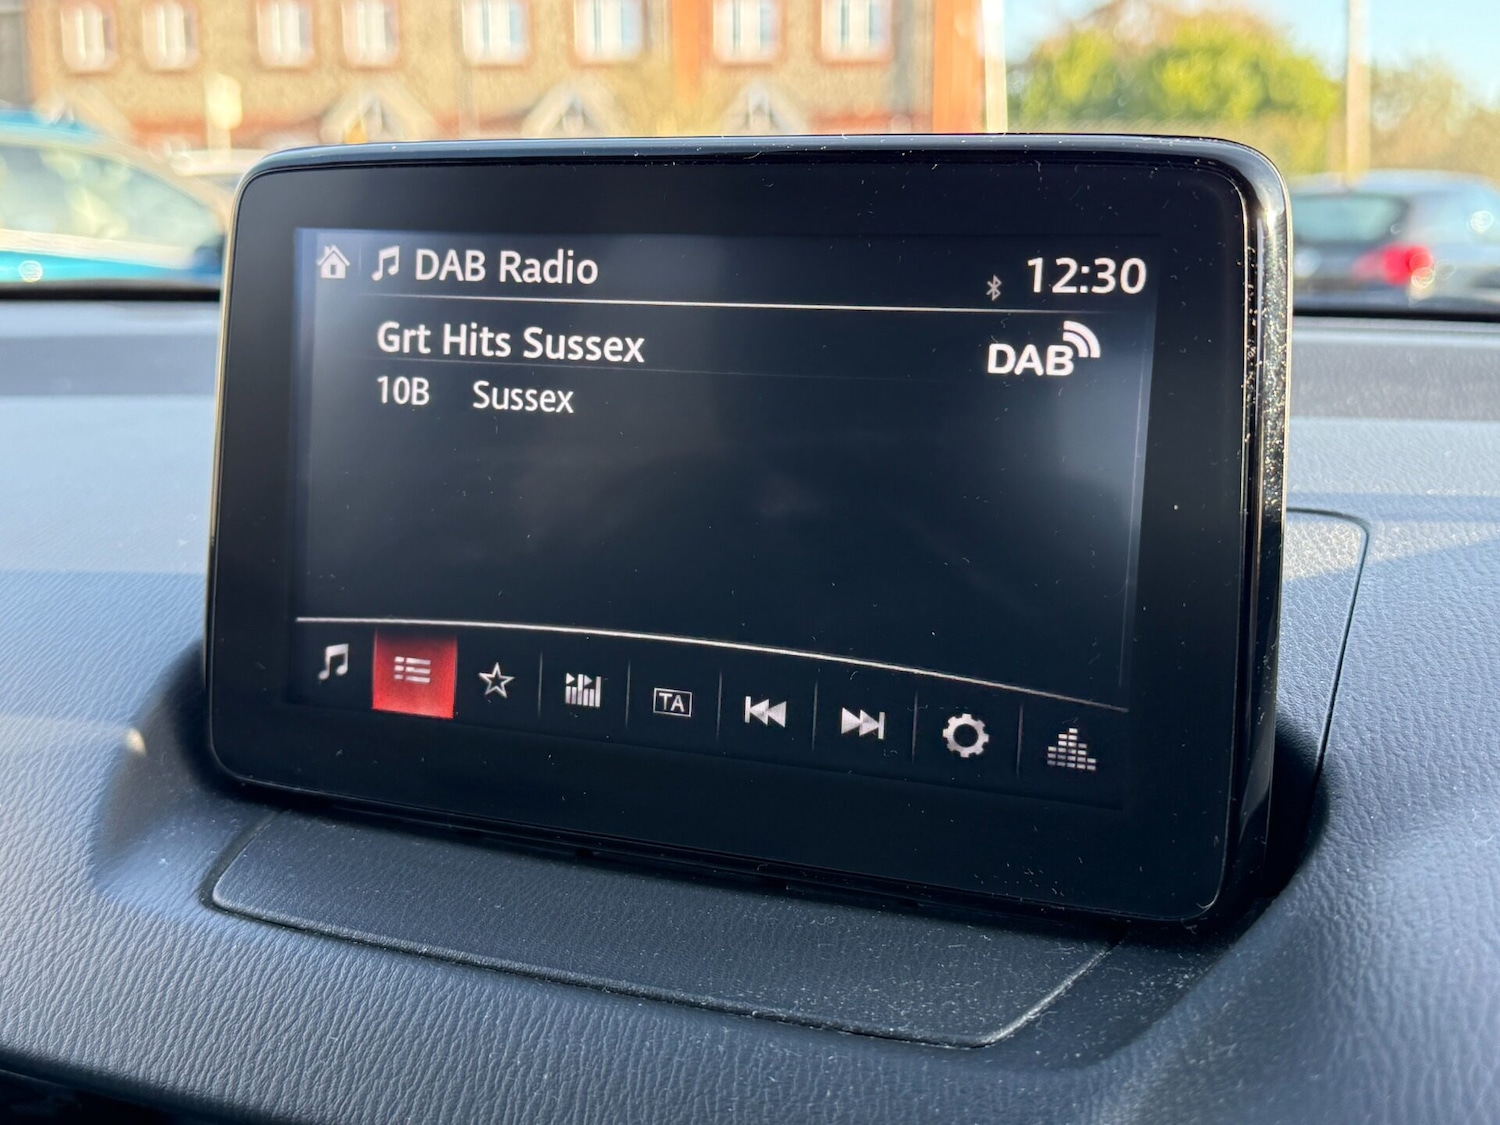 DAB Radio 12:30
Grt Hits Sussex DAB
10B Sussex
TA